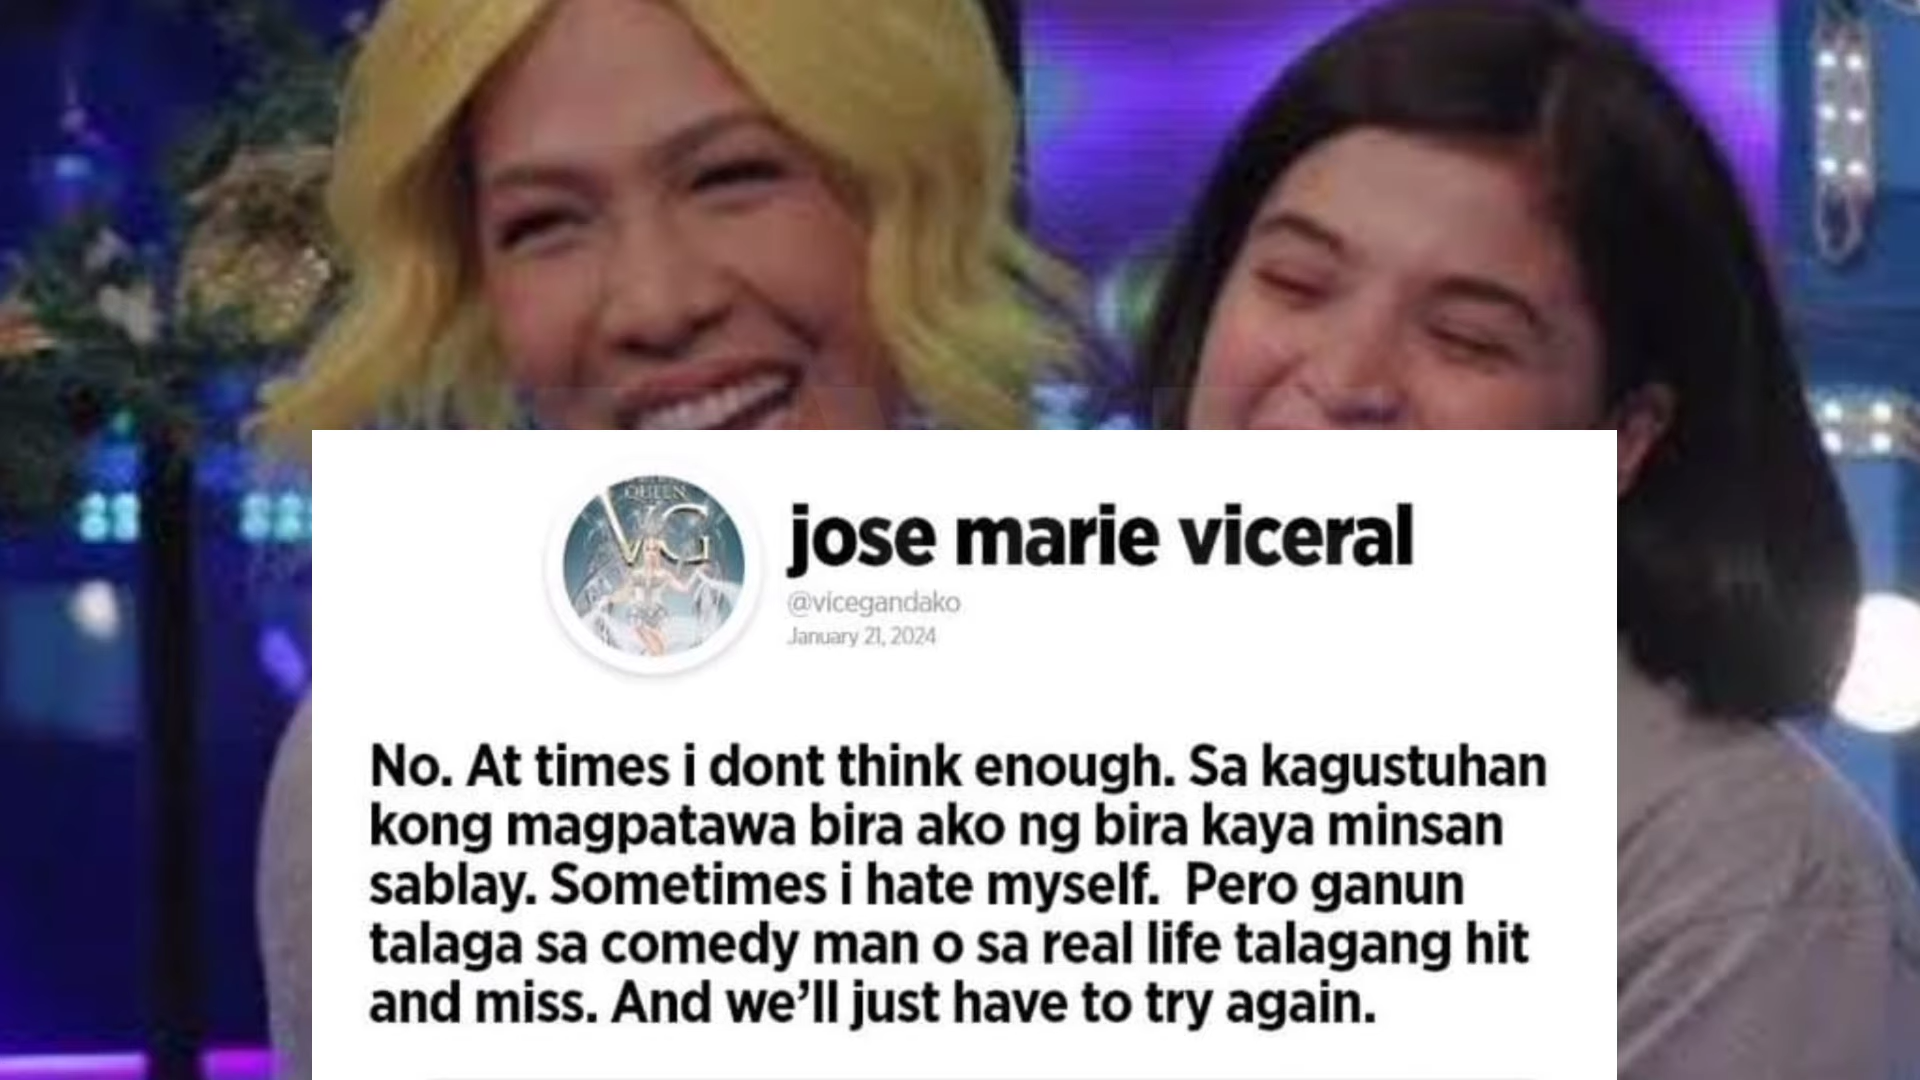 QUEEN
VG
jose marie viceral
@vicegandako
January 21, 2024
No. At times i dont think enough. Sa kagustuhan
kong magpatawa bira ako ng bira kaya minsan
sablay. Sometimes i hate myself.  Pero ganun
talaga sa comedy man o sa real life talagang hit
and miss. And we’ll just have to try again.